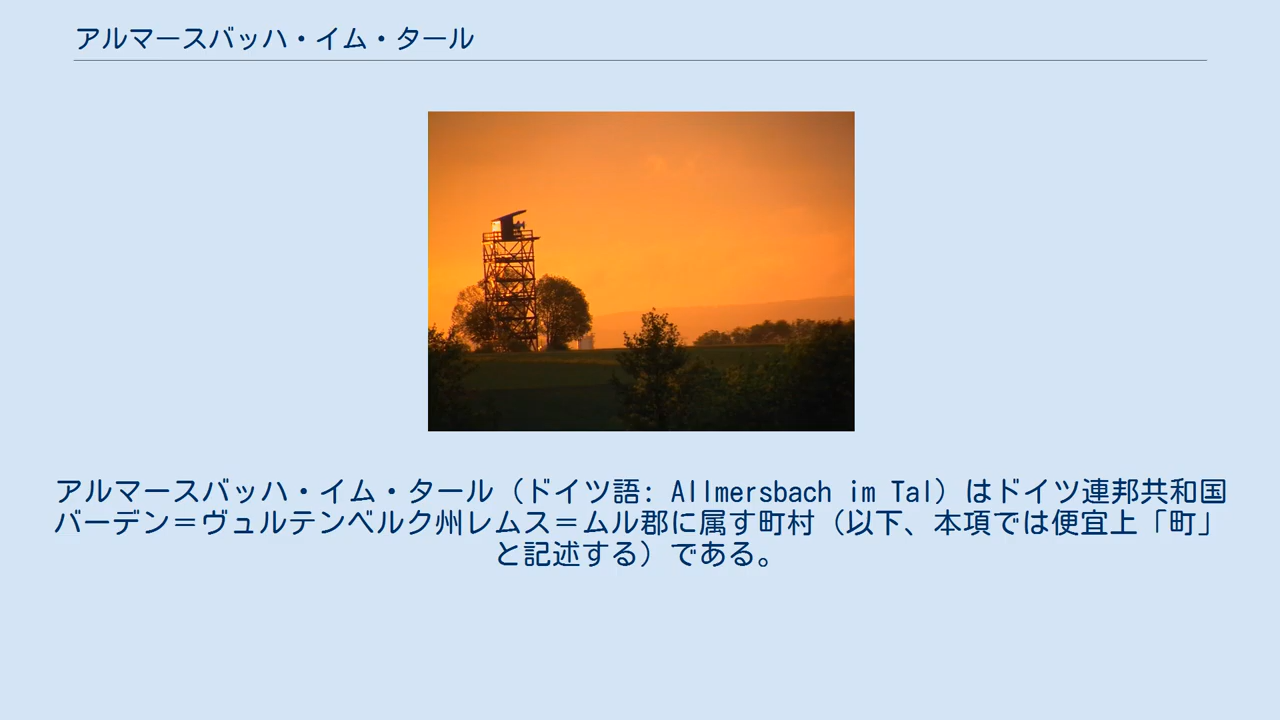 アルマースバッハ・イム・タール
アルマースバッハ・イム・タール（ドイツ語: Allmersbach im Tal）はドイツ連邦共和国
バーデン＝ヴュルテンベルク州レムス＝ムル郡に属す町村（以下、本項では便宜上「町」
と記述する）である。